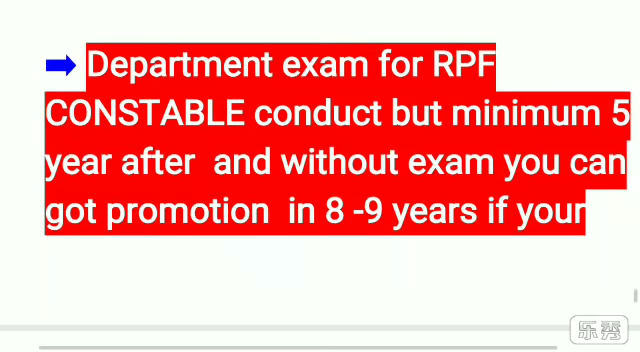 ➡ Department exam for RPF
CONSTABLE conduct but minimum 5
year after and without exam you can
got promotion in 8 -9 years if your
乐秀